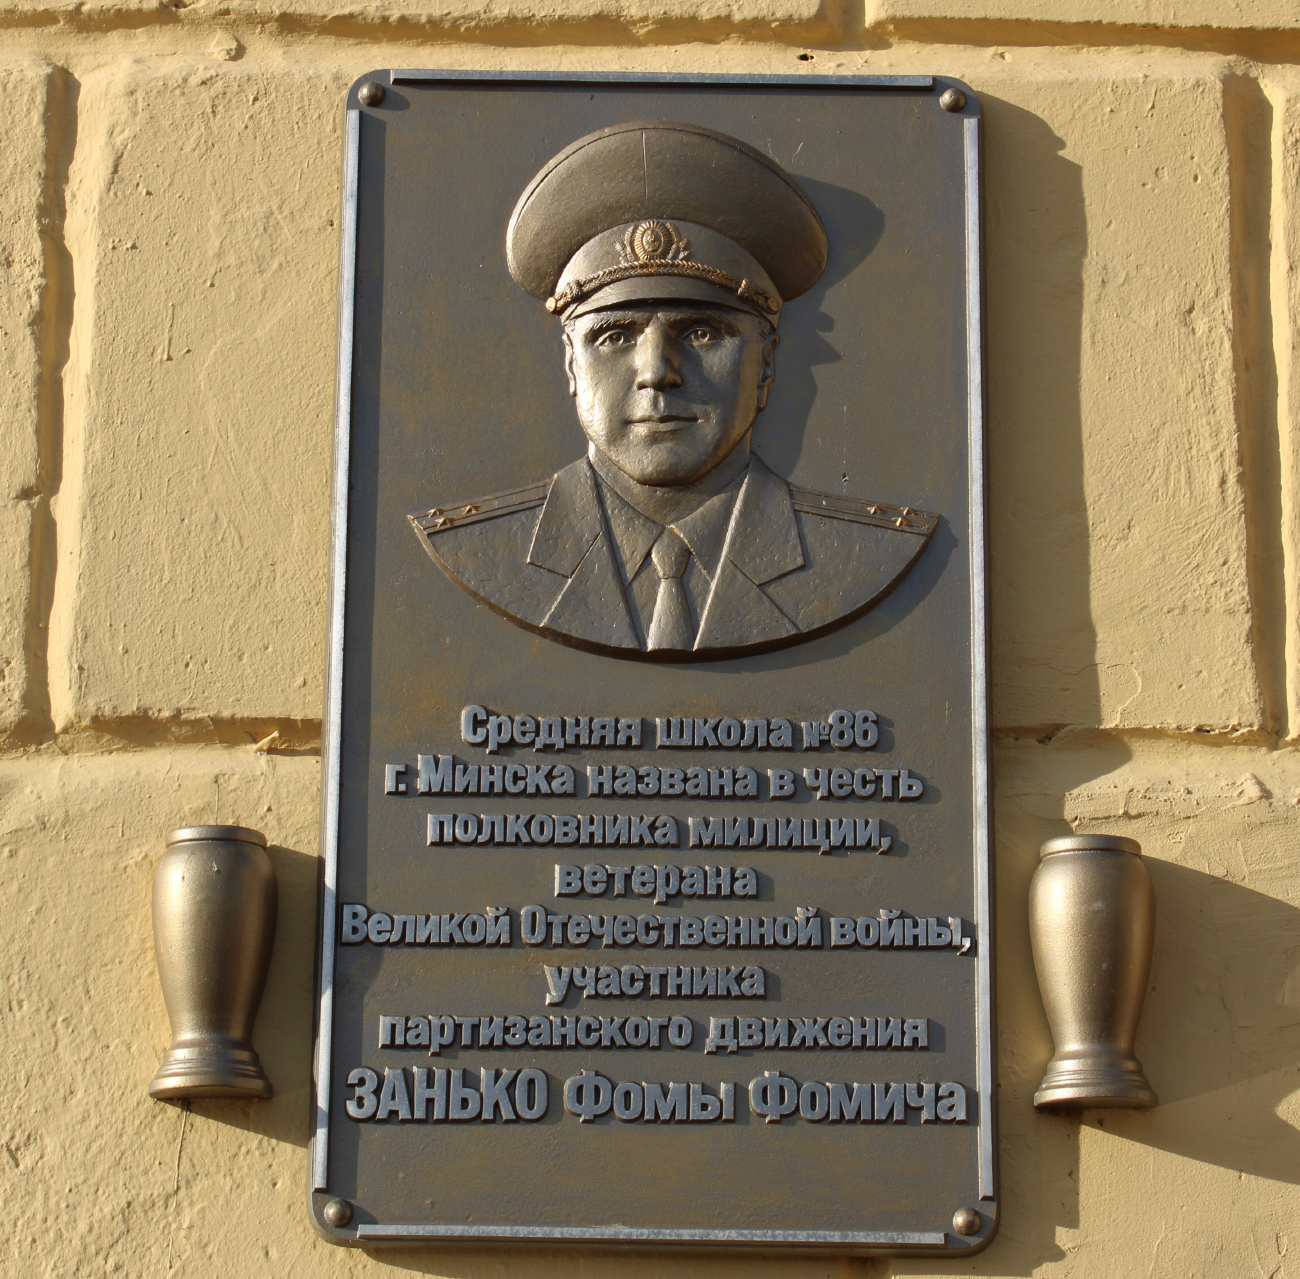 Средняя школа №86
г. Минска названа в честь
полковника милиции,
ветерана
Великой Отечественной войны,
участника
партизанского движения
ЗАНЬКО Фомы Фомича